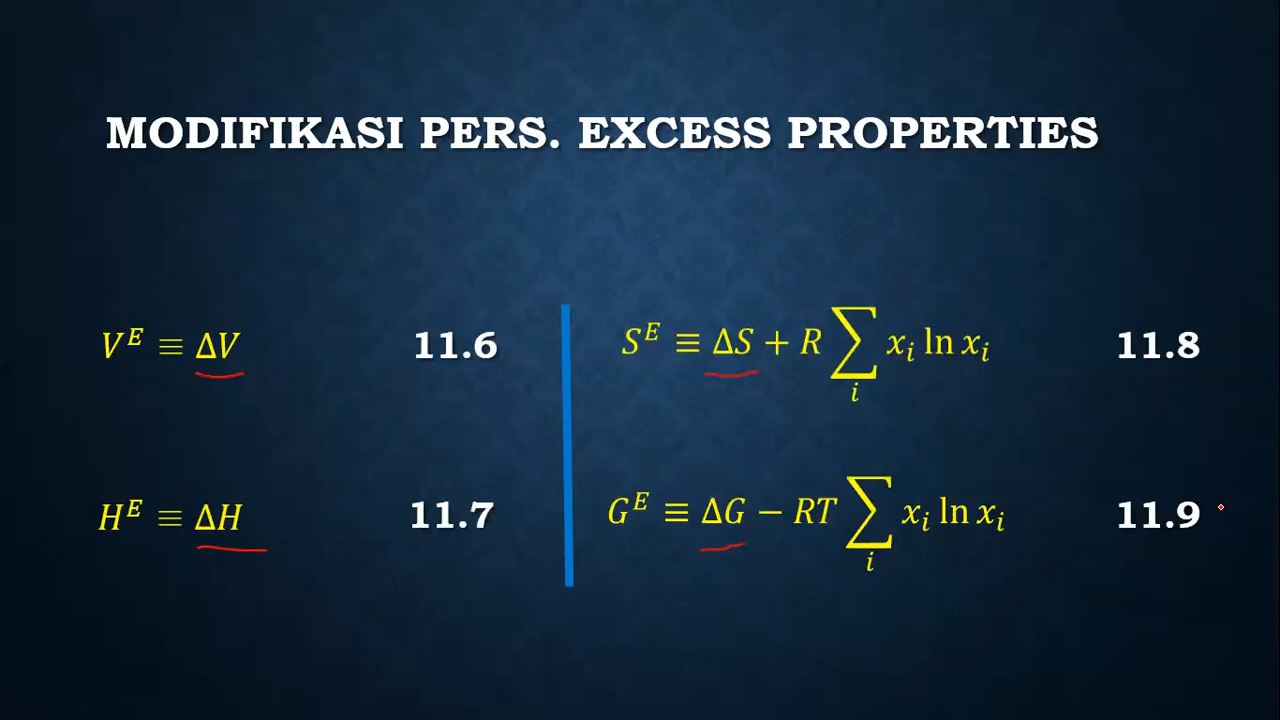 MODIFIKASI PERS. EXCESS PROPERTIES
V^E ≡ ΔV 11.6
H^E ≡ ΔH 11.7
S^E ≡ ΔS + R ∑_i x_i ln x_i 11.8
G^E ≡ ΔG − RT ∑_i x_i ln x_i 11.9